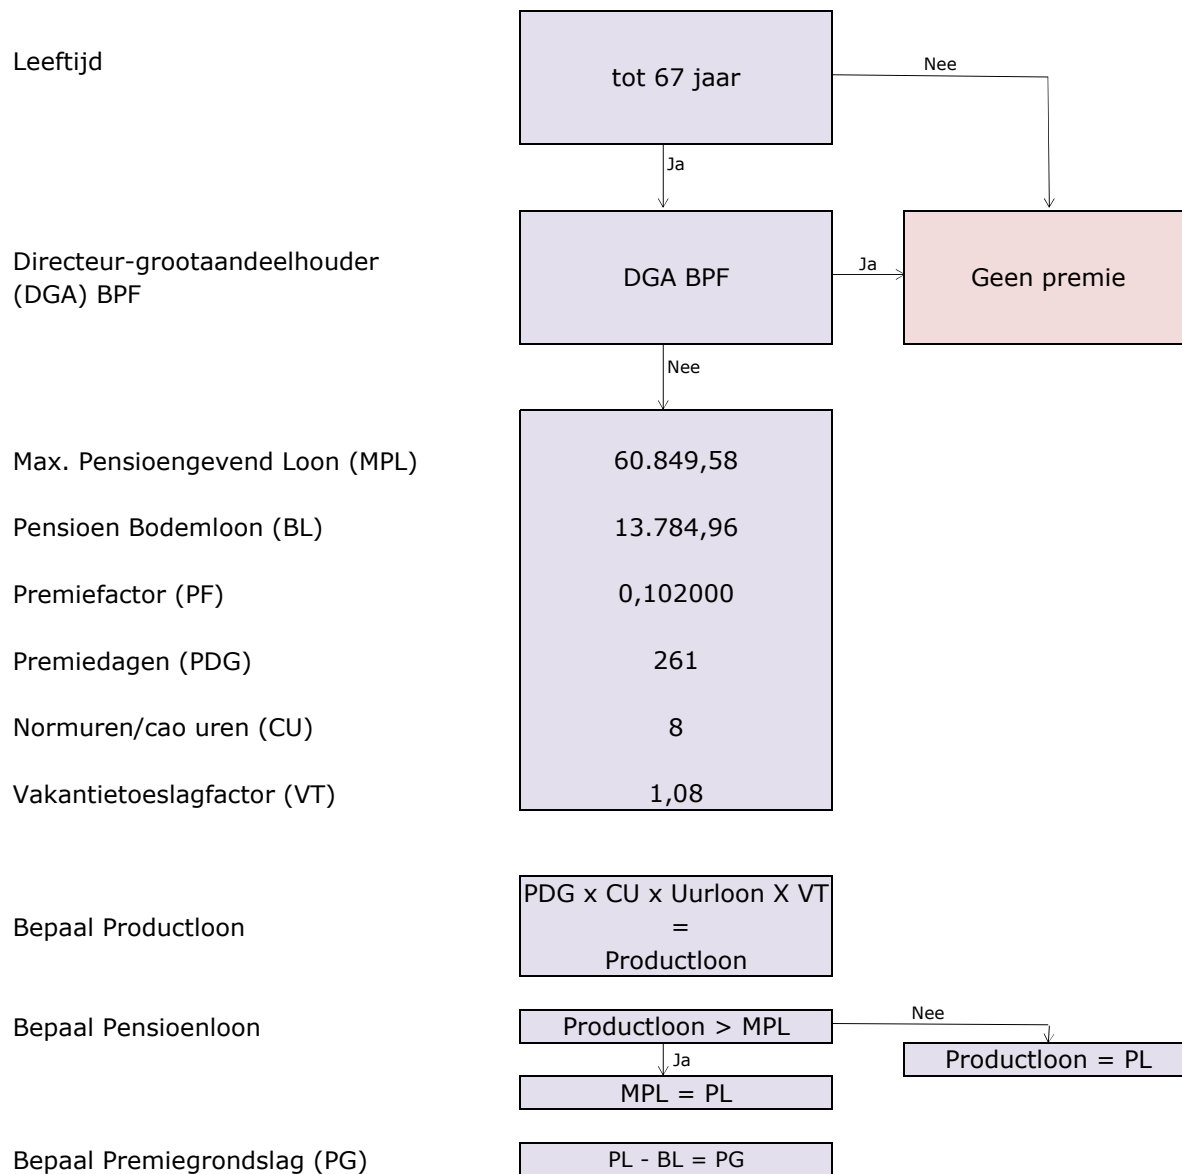 Leeftijd
tot 67 jaar
Nee
Ja
Directeur-grootaandeelhouder
(DGA) BPF
DGA BPF
Ja
Geen premie
Nee
Max. Pensioengevend Loon (MPL)
60.849,58
Pensioen Bodemloon (BL)
13.784,96
Premiefactor (PF)
0,102000
Premiedagen (PDG)
261
Normuren/cao uren (CU)
8
Vakantietoeslagfactor (VT)
1,08
Bepaal Productloon
PDG x CU x Uurloon X VT
=
Productloon
Bepaal Pensioenloon
Productloon > MPL
Nee
Productloon = PL
Ja
MPL = PL
Bepaal Premiegrondslag (PG)
PL - BL = PG